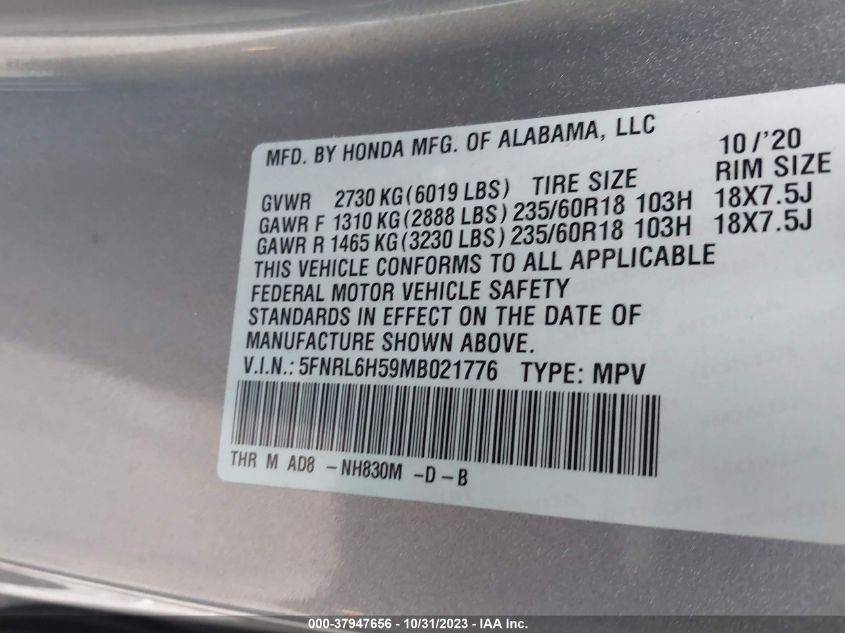 MFD. BY HONDA MFG. OF ALABAMA, LLC 10/'20
GVWR 2730 KG(6019 LBS) TIRE SIZE RIM SIZE
GAWR F 1310 KG(2888 LBS) 235/60R18 103H 18X7.5J
GAWR R 1465 KG(3230 LBS) 235/60R18 103H 18X7.5J
THIS VEHICLE CONFORMS TO ALL APPLICABLE
FEDERAL MOTOR VEHICLE SAFETY
STANDARDS IN EFFECT ON THE DATE OF
MANUFACTURE SHOWN ABOVE.
V.I.N.: 5FNRL6H59MB021776 TYPE: MPV
THR M AD8 -NH830M -D-B
000-37947656 - 10/31/2023 - IAA Inc.